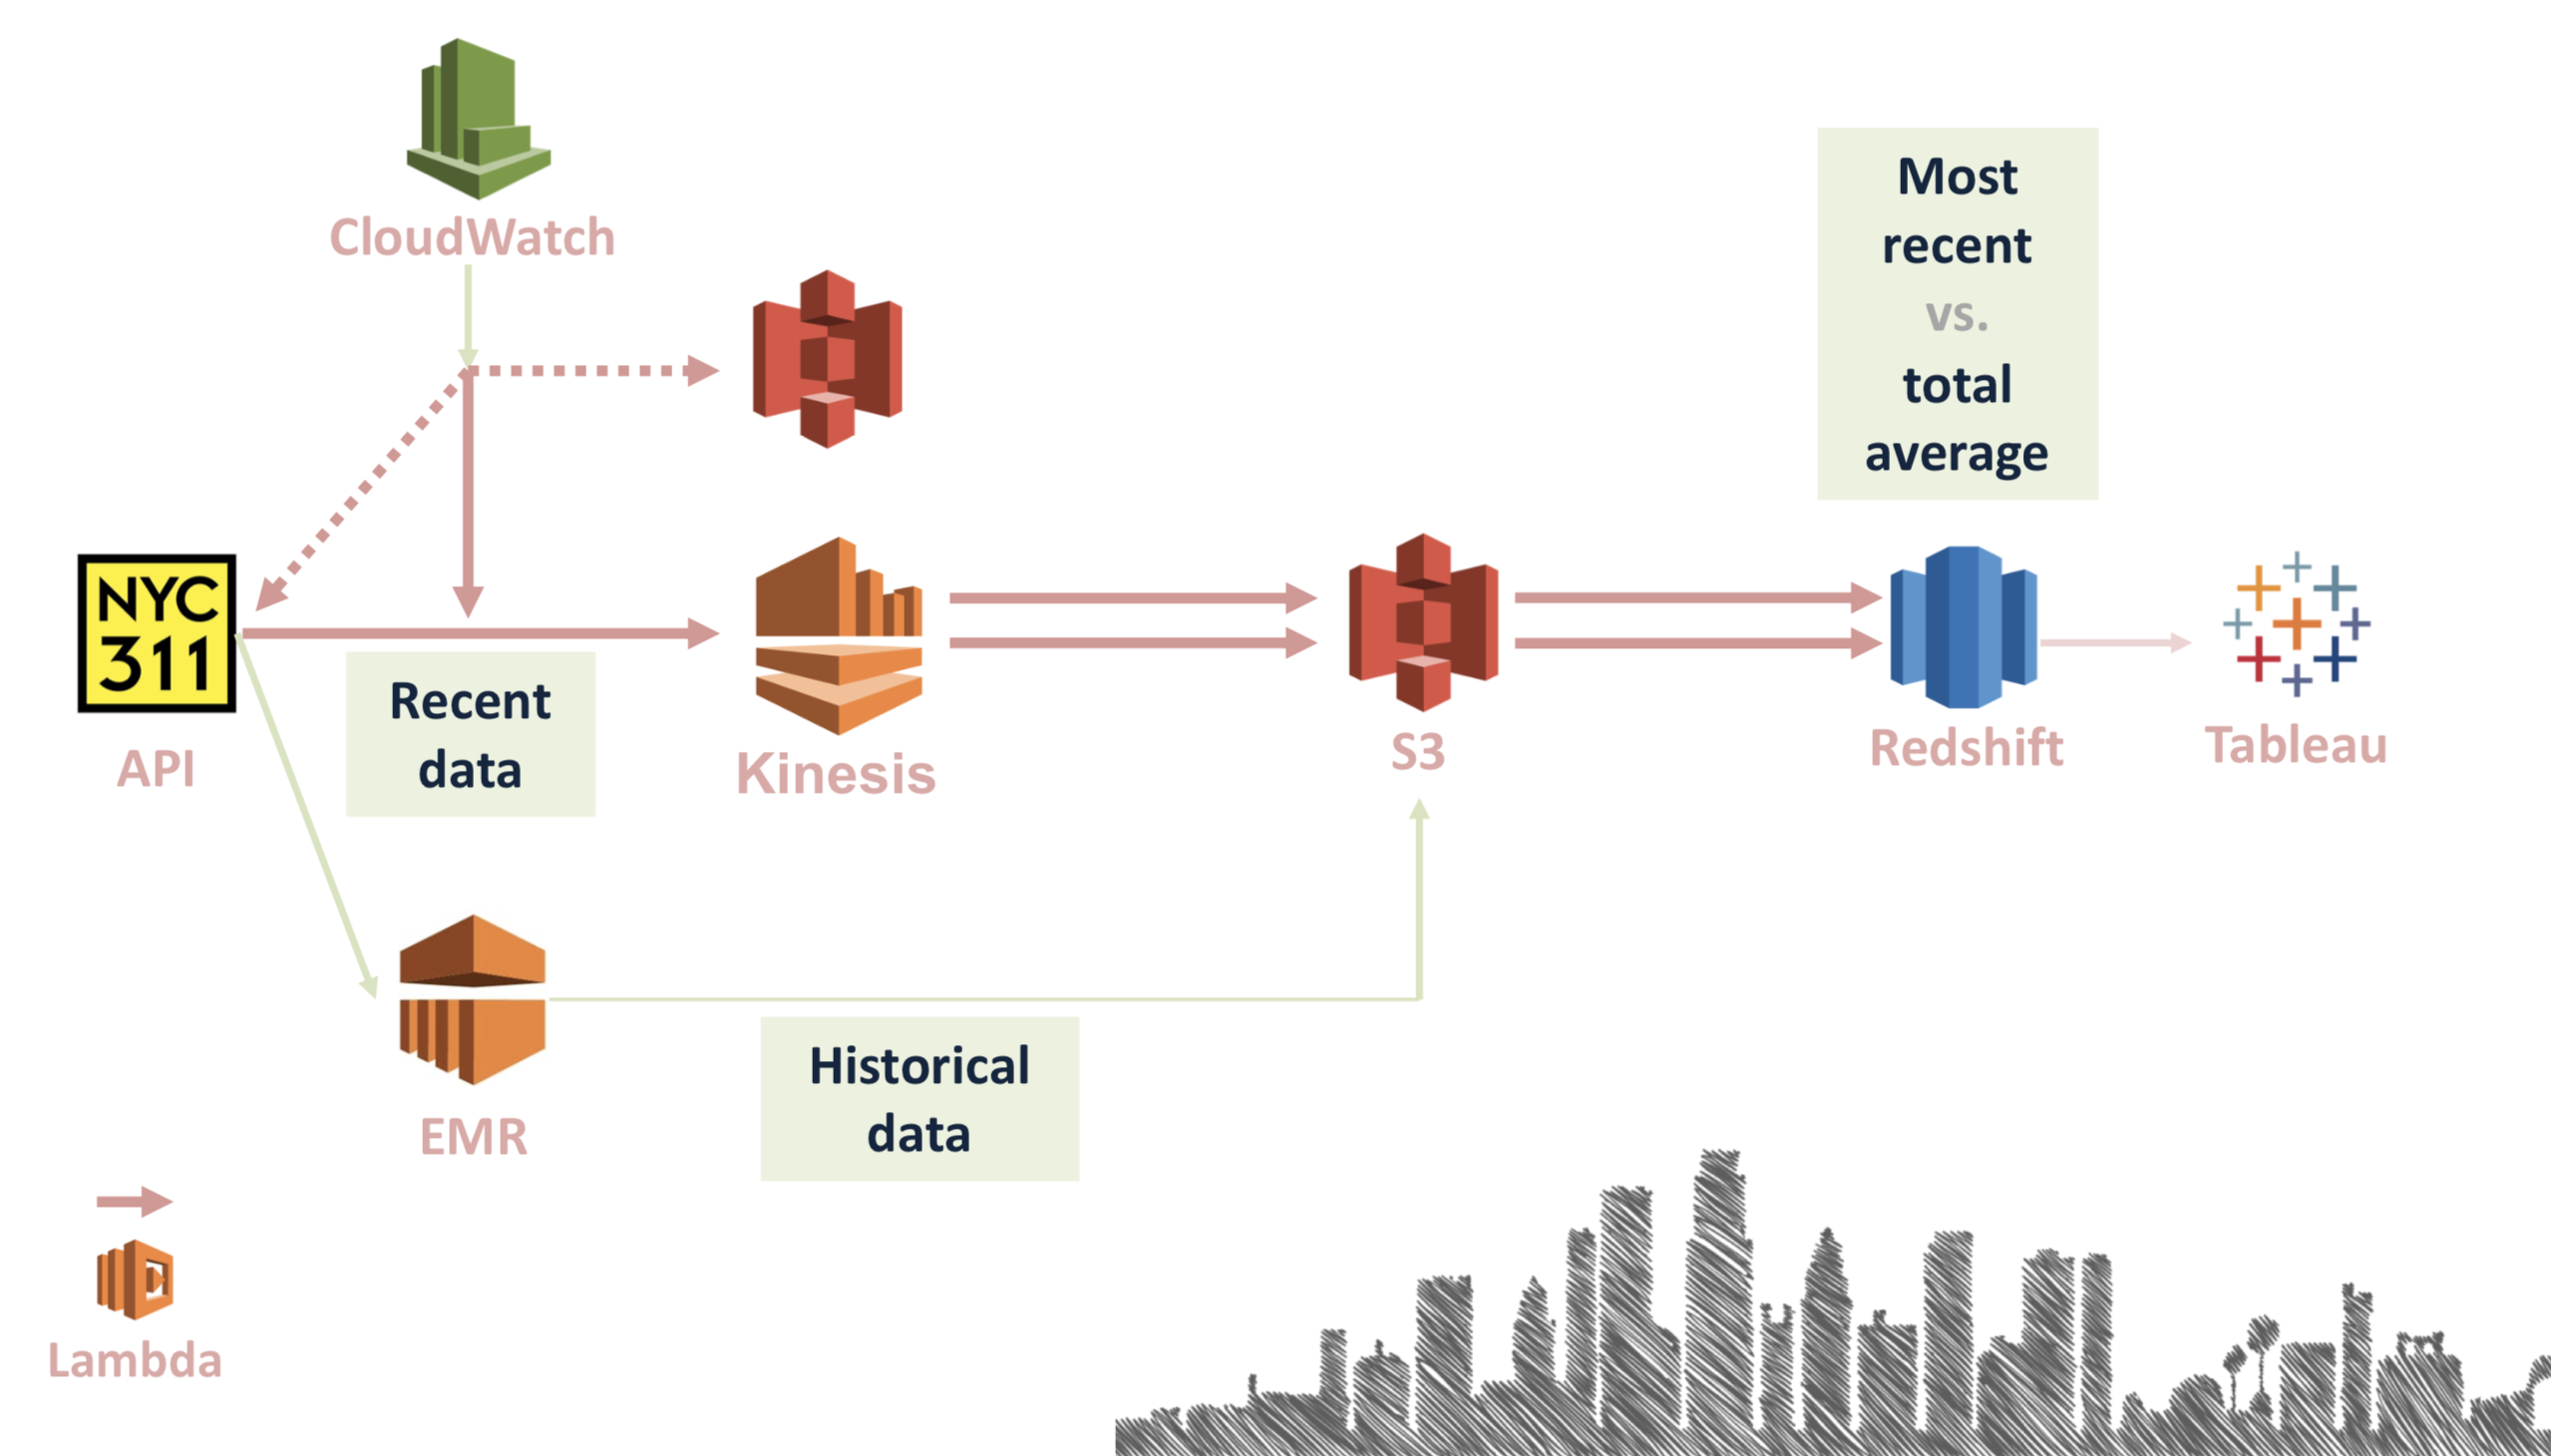 CloudWatch
Most
recent
vs.
total
average
NYC
311
API
Recent
data
Kinesis
S3
Redshift
Tableau
EMR
Historical
data
Lambda